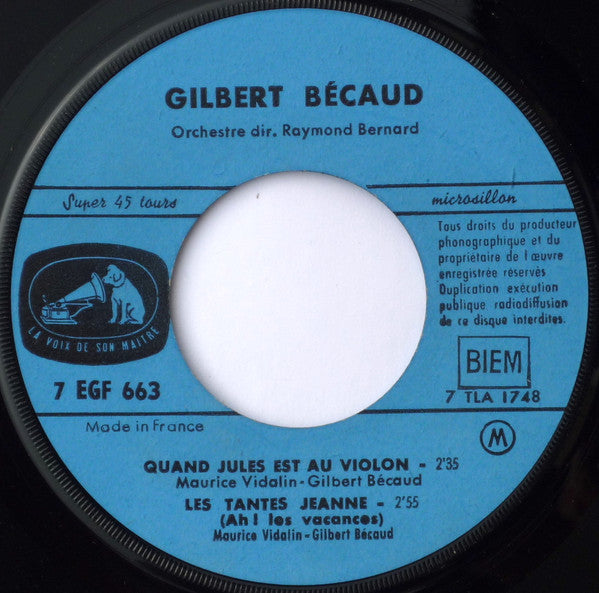 GILBERT BÉCAUD
Orchestre dir. Raymond Bernard
Super 45 tours
microsillon
Tous droits du producteur
phonographique et du
propriétaire de l'œuvre
enregistrée réservés
Duplication exécution
publique radiodiffusion
de ce disque interdites.
LA VOIX DE SON MAITRE
BIEM
7 EGF 663
7 TLA 1748
Made in France
M
QUAND JULES EST AU VIOLON - 2'35
Maurice Vidalin-Gilbert Bécaud
LES TANTES JEANNE - 2'55
(Ah! les vacances)
Maurice Vidalin-Gilbert Bécaud